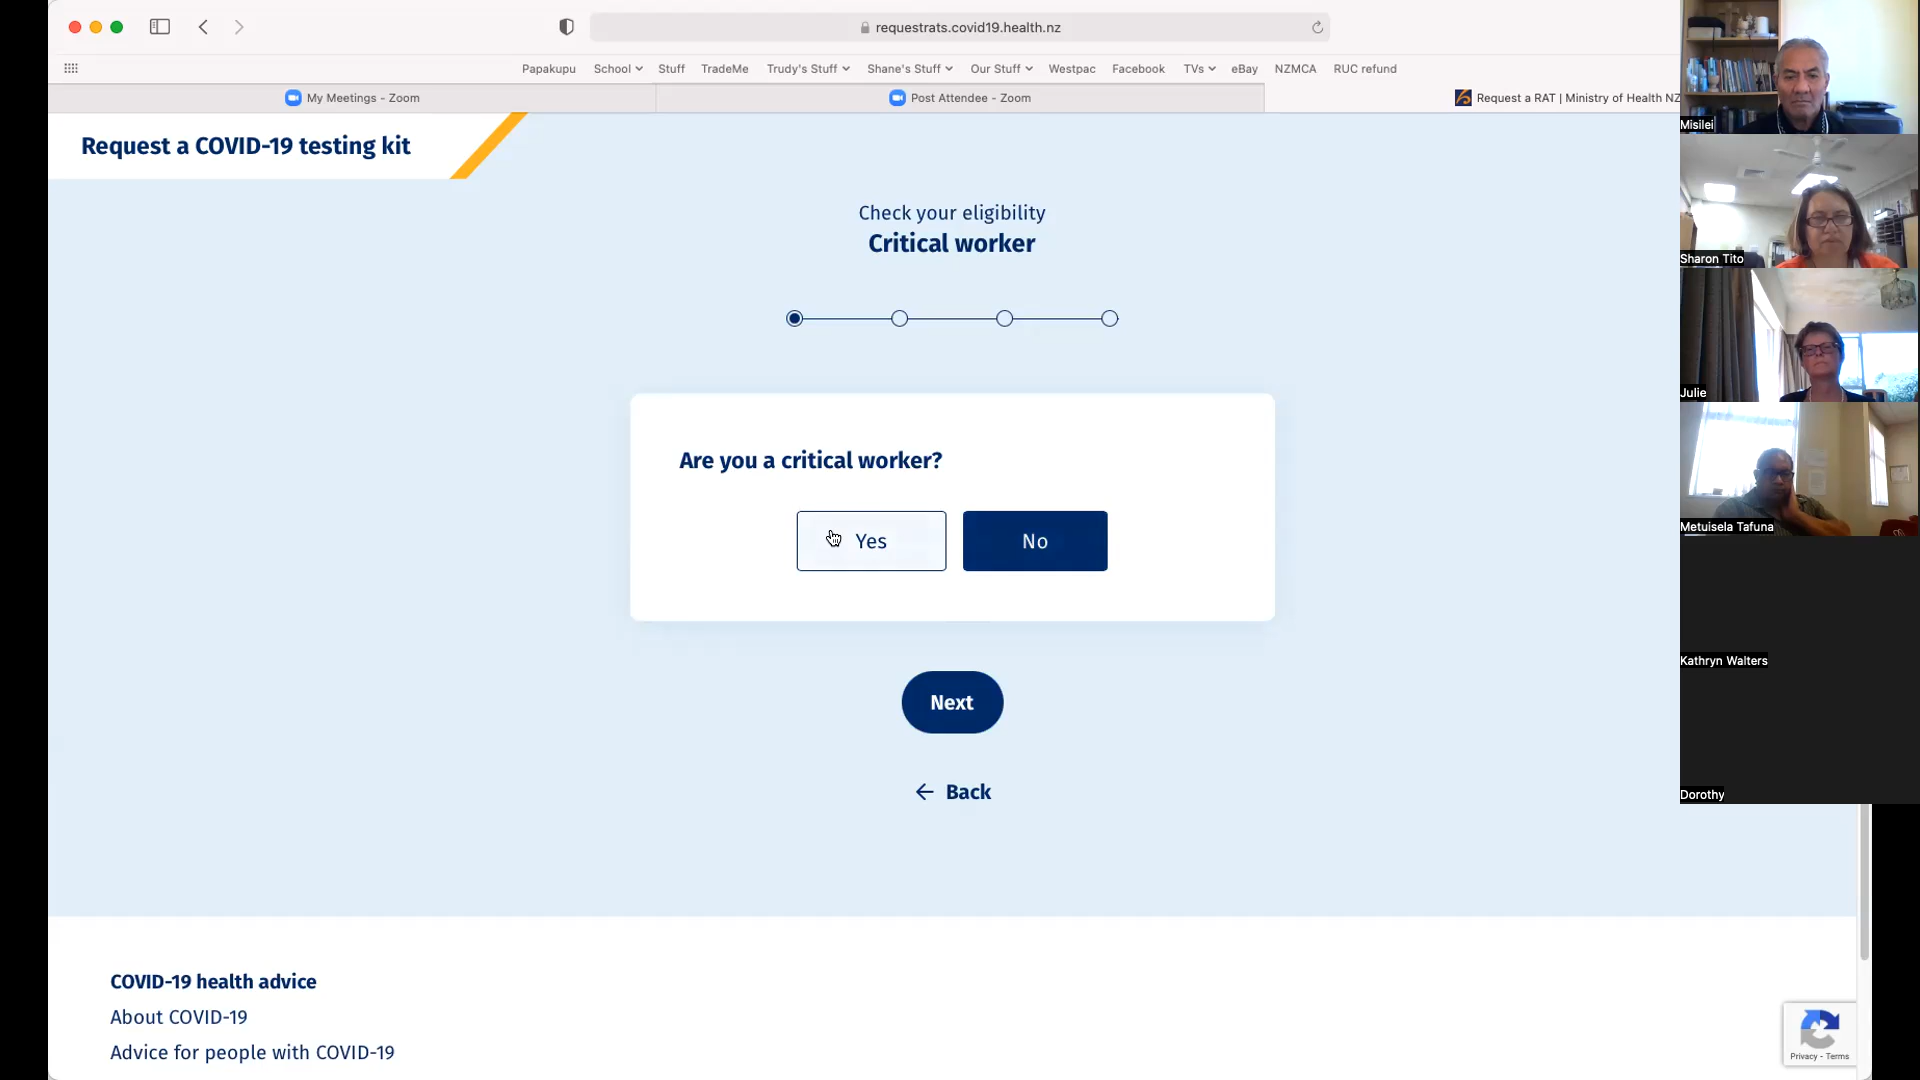 requestrats.covid19.health.nz
Papakupu School Stuff TradeMe Trudy's Stuff Shane's Stuff Our Stuff Westpac Facebook TVs eBay NZMCA RUC refund
My Meetings - Zoom
Post Attendee - Zoom
Request a RAT | Ministry of Health NZ
Request a COVID-19 testing kit
Check your eligibility
Critical worker
Are you a critical worker?
Yes
No
Next
Back
COVID-19 health advice
About COVID-19
Advice for people with COVID-19
Privacy - Terms
Misilei
Sharon Tito
Julie
Metuisela Tafuna
Kathryn Walters
Dorothy